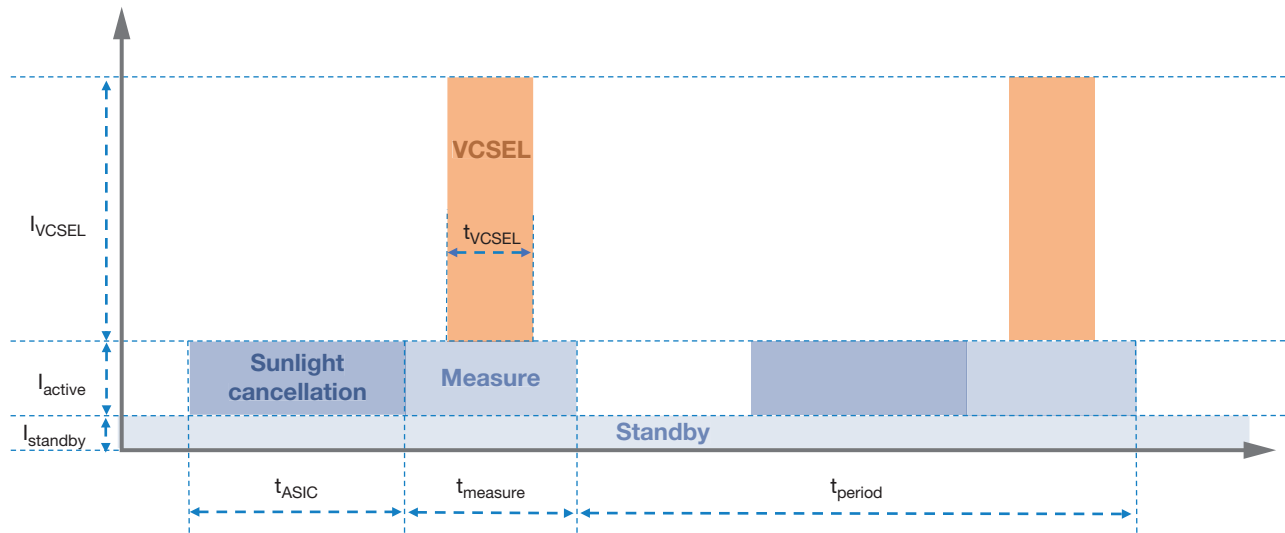 VCSEL
I_VCSEL
t_VCSEL
Sunlight
cancellation
Measure
I_active
I_standby
Standby
t_ASIC
t_measure
t_period